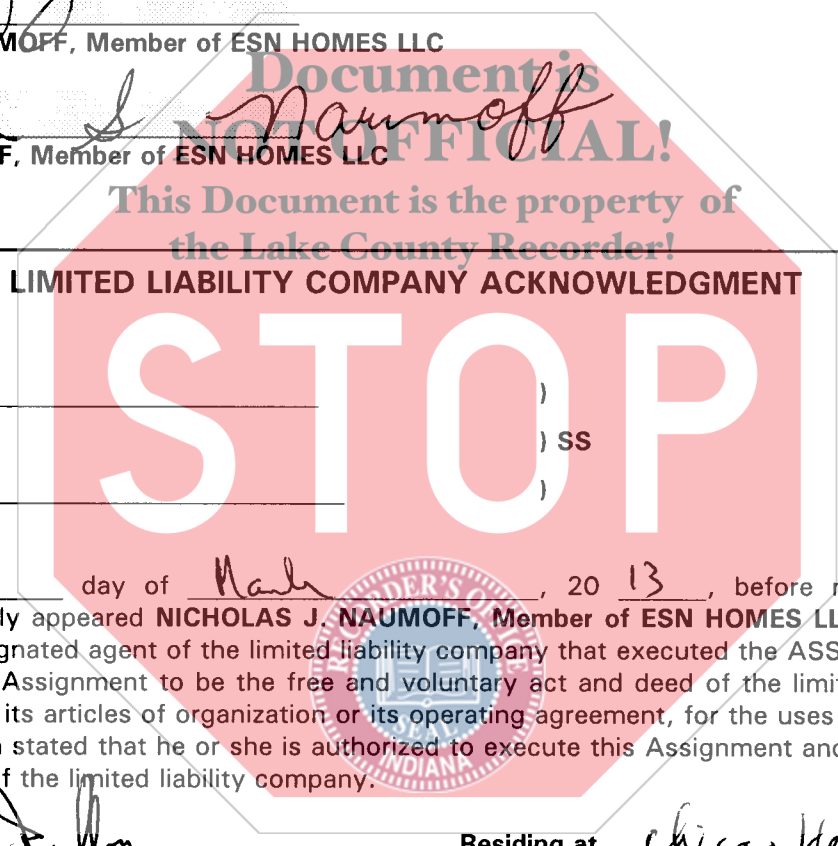 MOFF, Member of ESN HOMES LLC
Document is
S Naumoff
NOT OFFICIAL!
F, Member of ESN HOMES LLC
This Document is the property of
the Lake County Recorder!
LIMITED LIABILITY COMPANY ACKNOWLEDGMENT
STOP
)
) SS
)
day of March, 20 13, before
ly appeared NICHOLAS J. NAUMOFF, Member of ESN HOMES LL
gnated agent of the limited liability company that executed the ASS
Assignment to be the free and voluntary act and deed of the limit
its articles of organization or its operating agreement, for the uses
stated that he or she is authorized to execute this Assignment and
f the limited liability company.
RECORDER'S OFFICE
SEAL
INDIANA
Residing at